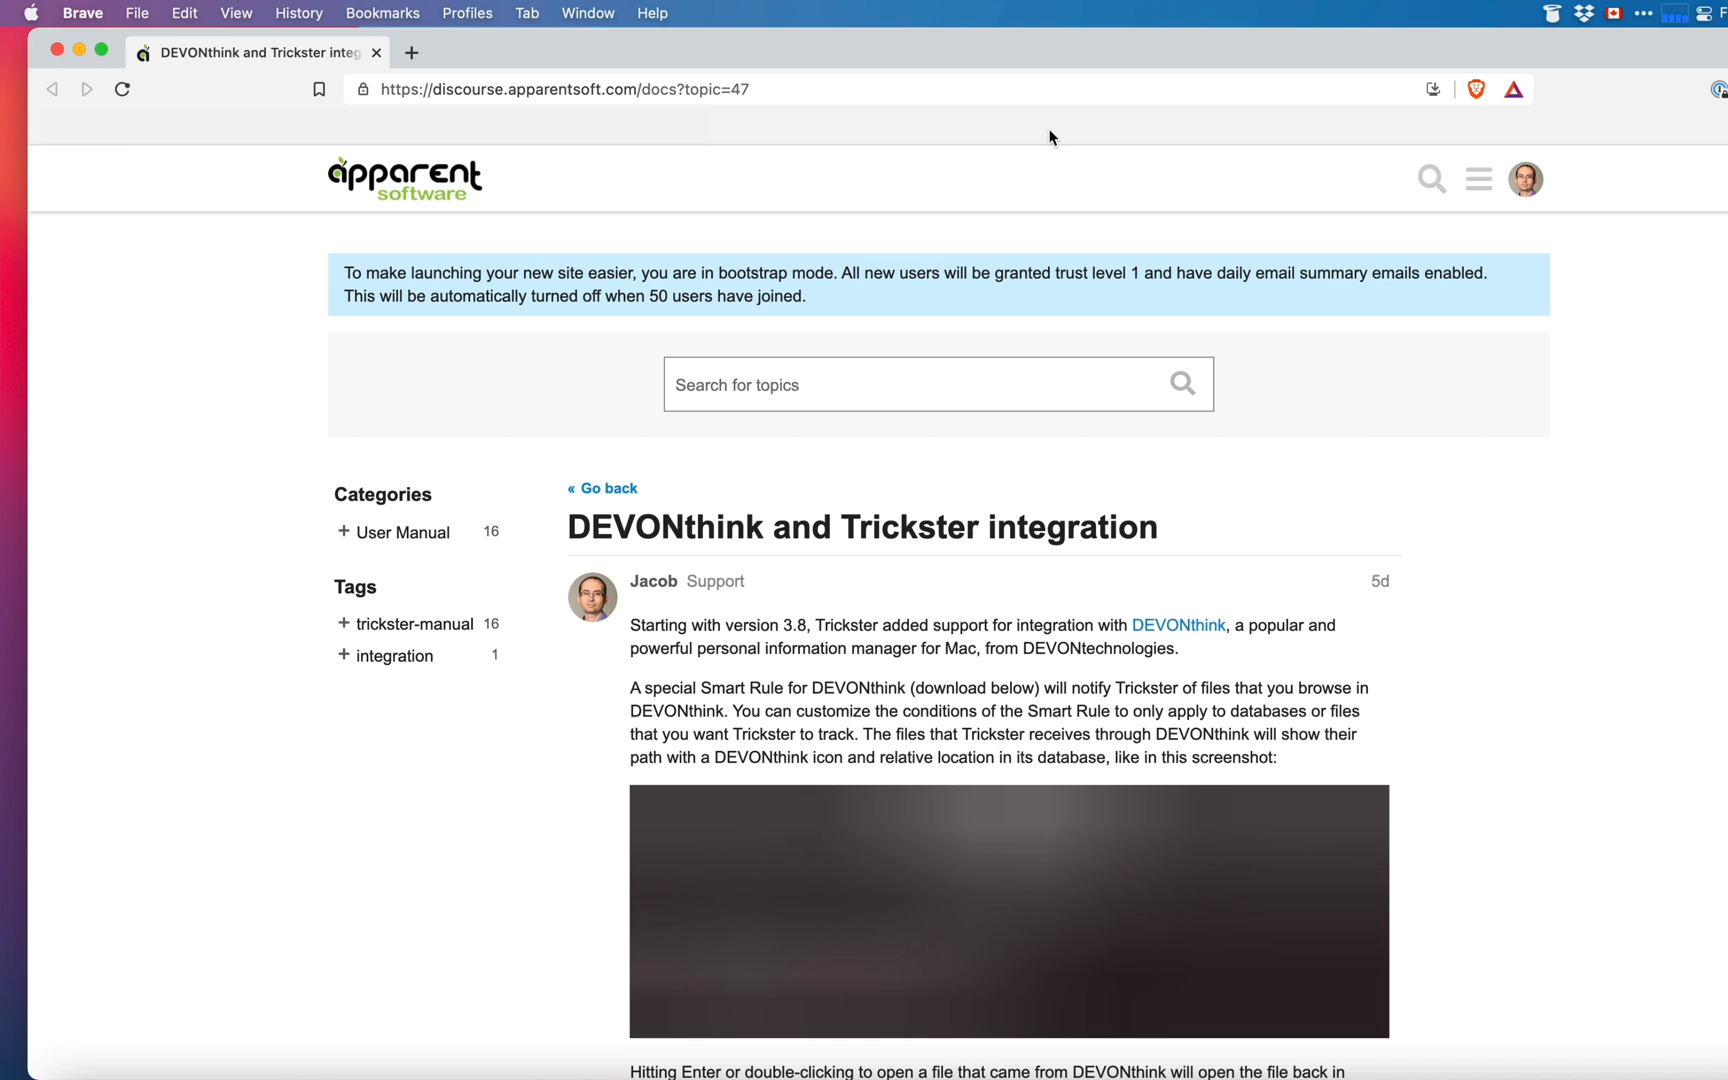 Brave File Edit View History Bookmarks Profiles Tab Window Help
DEVONthink and Trickster integ
https://discourse.apparentsoft.com/docs?topic=47
apparent
software
To make launching your new site easier, you are in bootstrap mode. All new users will be granted trust level 1 and have daily email summary emails enabled.
This will be automatically turned off when 50 users have joined.
Search for topics
Categories
+ User Manual 16
Tags
+ trickster-manual 16
+ integration 1
« Go back
DEVONthink and Trickster integration
Jacob Support 5d
Starting with version 3.8, Trickster added support for integration with DEVONthink, a popular and
powerful personal information manager for Mac, from DEVONtechnologies.
A special Smart Rule for DEVONthink (download below) will notify Trickster of files that you browse in
DEVONthink. You can customize the conditions of the Smart Rule to only apply to databases or files
that you want Trickster to track. The files that Trickster receives through DEVONthink will show their
path with a DEVONthink icon and relative location in its database, like in this screenshot:
Hitting Enter or double-clicking to open a file that came from DEVONthink will open the file back in